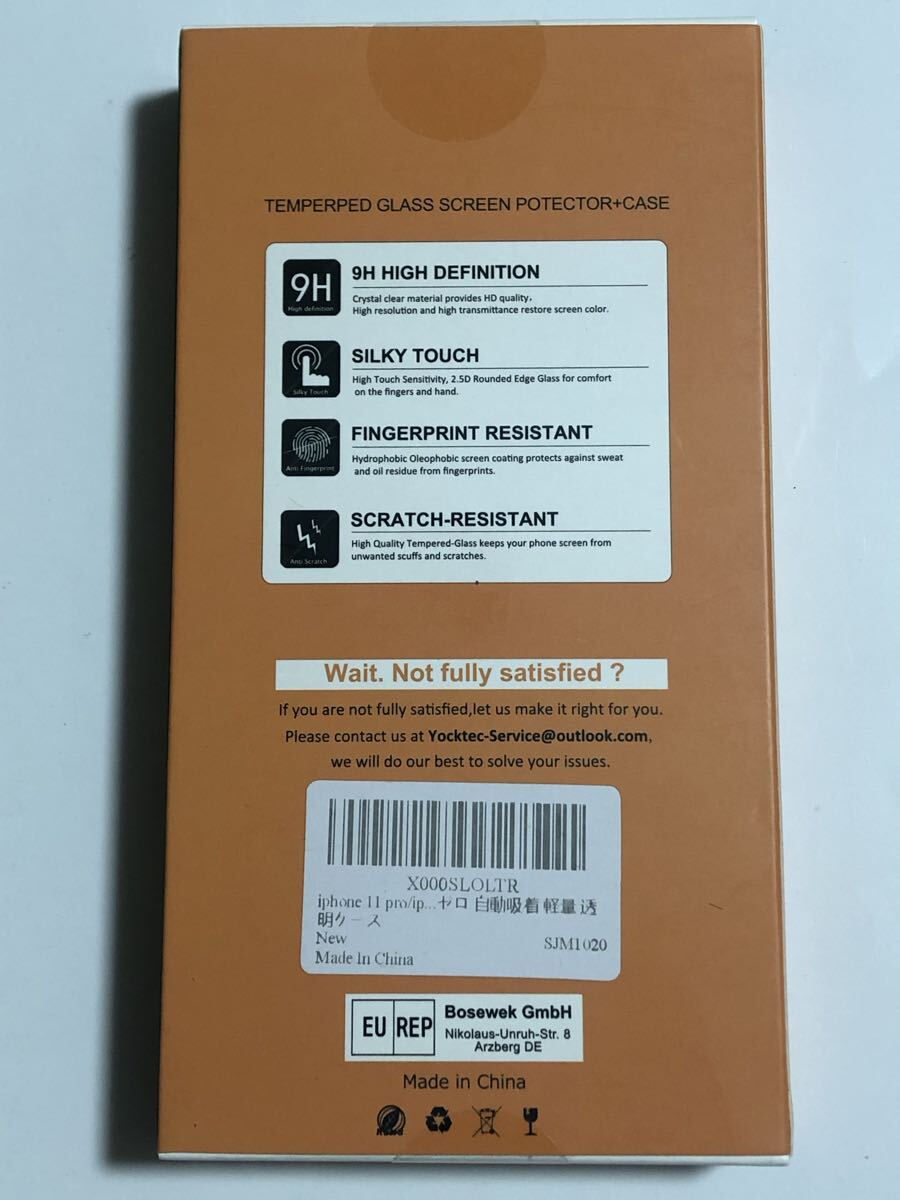 TEMPERPED GLASS SCREEN POTECTOR+CASE
9H
High definition
9H HIGH DEFINITION
Crystal clear material provides HD quality,
High resolution and high transmittance restore screen color.
Silky Touch
SILKY TOUCH
High Touch Sensitivity, 2.5D Rounded Edge Glass for comfort
on the fingers and hand.
Anti Fingerprint
FINGERPRINT RESISTANT
Hydrophobic Oleophobic screen coating protects against sweat
and oil residue from fingerprints.
Anti Scratch
SCRATCH-RESISTANT
High Quality Tempered-Glass keeps your phone screen from
unwanted scuffs and scratches.
Wait. Not fully satisfied ?
If you are not fully satisfied,let us make it right for you.
Please contact us at Yocktec-Service@outlook.com,
we will do our best to solve your issues.
X000SLOLTR
iphone 11 pro/ip...ゼロ 自動吸着 軽量 透
明ケース
New
SJM1020
Made In China
EU REP
Bosewek GmbH
Nikolaus-Unruh-Str. 8
Arzberg DE
Made in China